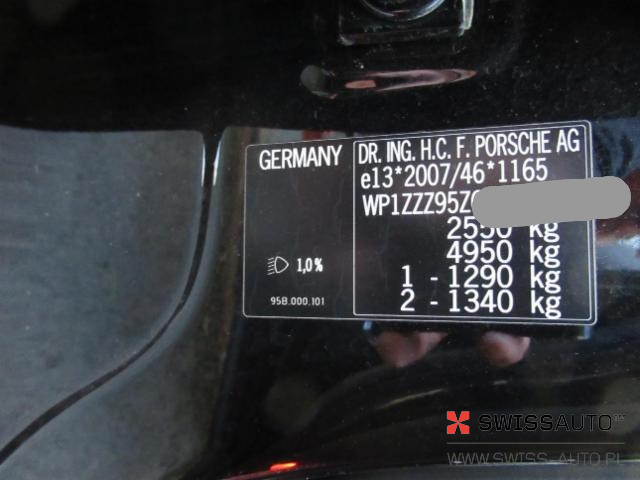 GERMANY
DR. ING. H.C. F. PORSCHE AG
e13*2007/46*1165
WP1ZZZ95Z
2550 kg
4950 kg
1 - 1290 kg
2 - 1340 kg
1,0%
95B.000.101
SWISSAUTO
WWW.SWISS-AUTO.PL